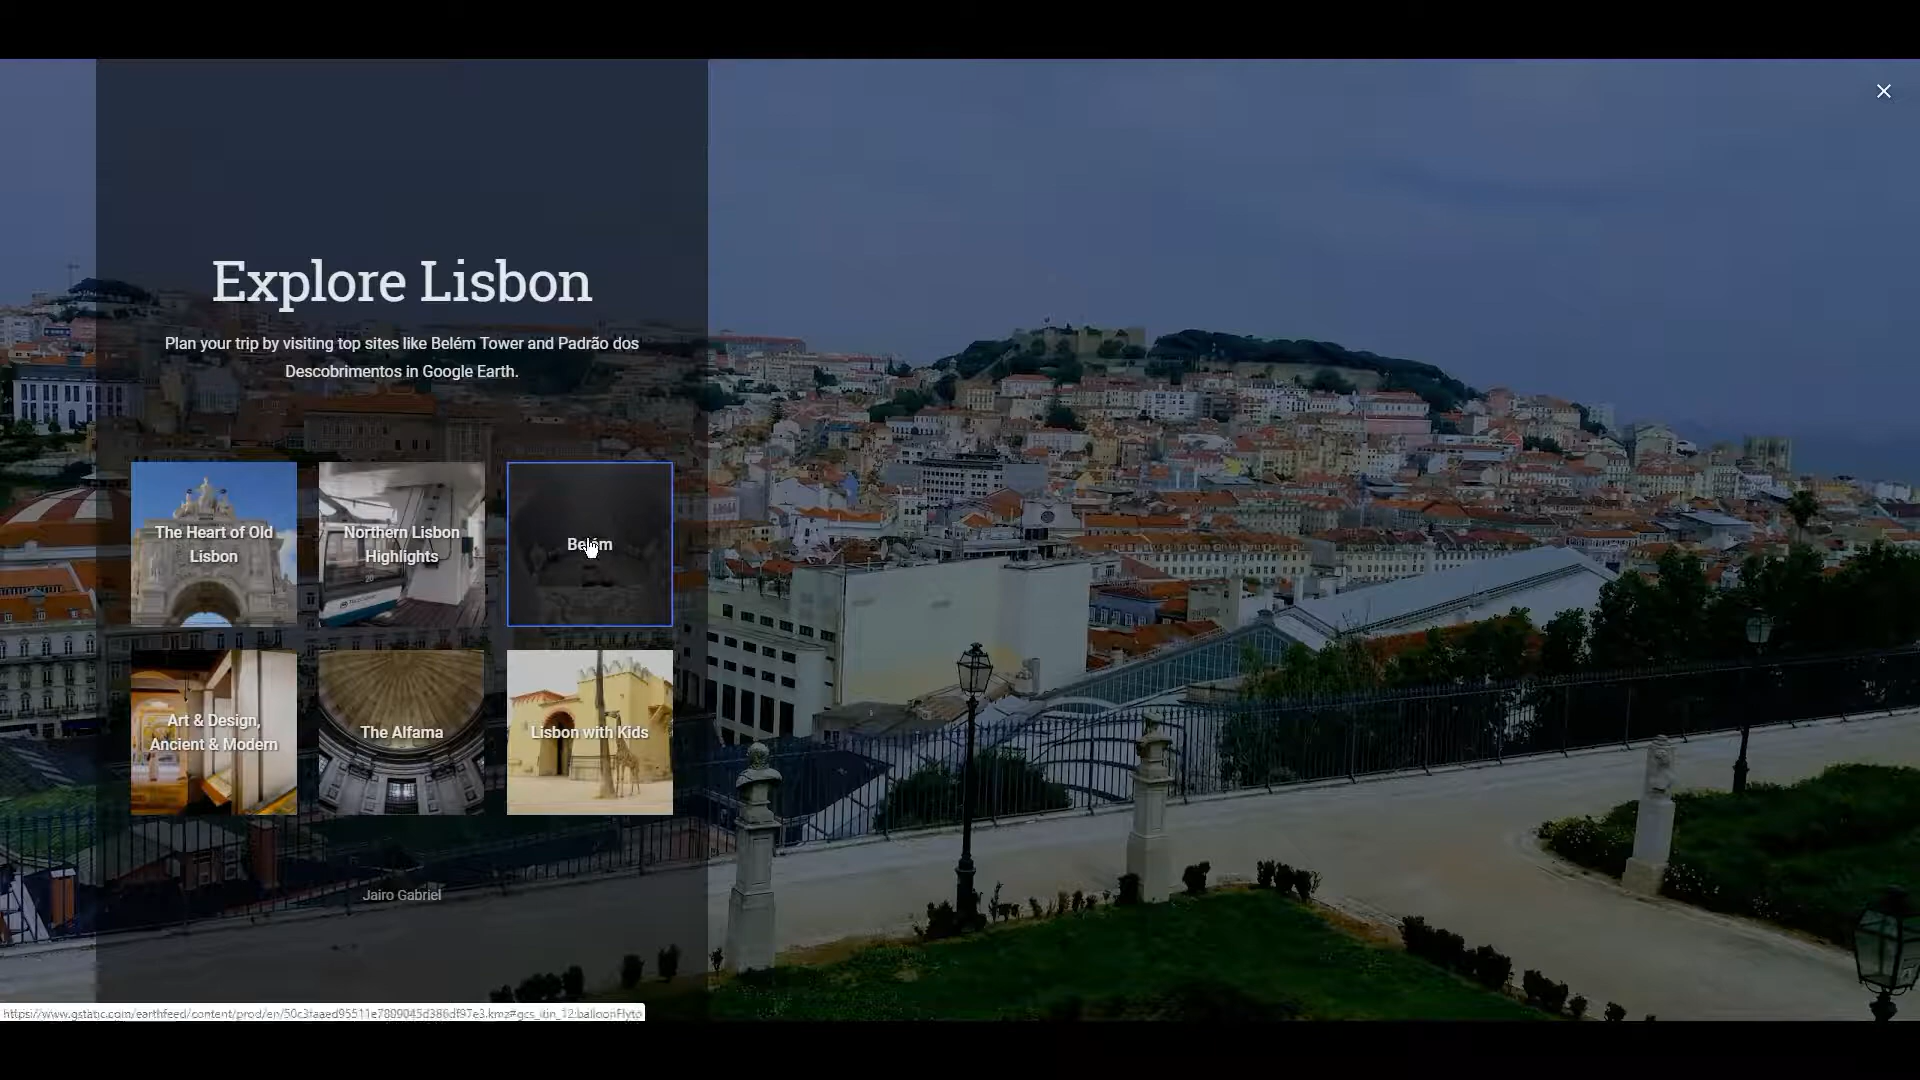 Explore Lisbon
Plan your trip by visiting top sites like Belém Tower and Padrão dos
Descobrimentos in Google Earth.
The Heart of Old
Lisbon
Northern Lisbon
Highlights
20
Belém
Art & Design,
Ancient & Modern
The Alfama
Lisbon with Kids
Jairo Gabriel